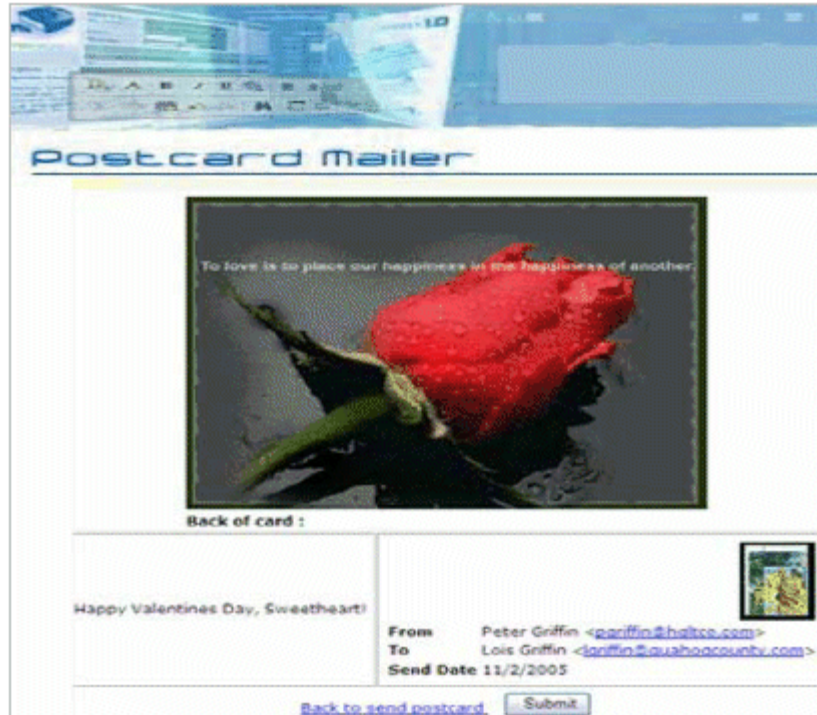 Postcard Mailer
To love is to place our happiness in the happiness of another
Back of card :
Happy Valentines Day, Sweetheart!
From Peter Griffin <pgriffin@haltco.com>
To Lois Griffin <lgriffin@quahogcounty.com>
Send Date 11/2/2005
Back to send postcard Submit